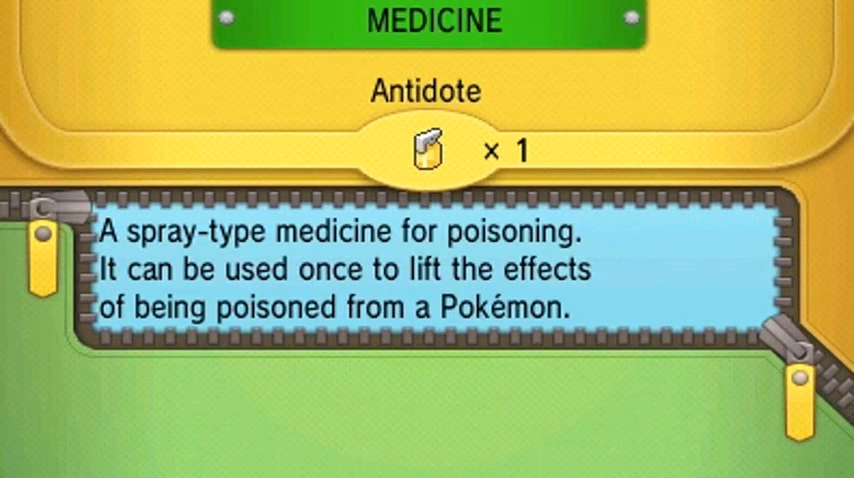 MEDICINE
Antidote
× 1
A spray-type medicine for poisoning.
It can be used once to lift the effects
of being poisoned from a Pokémon.